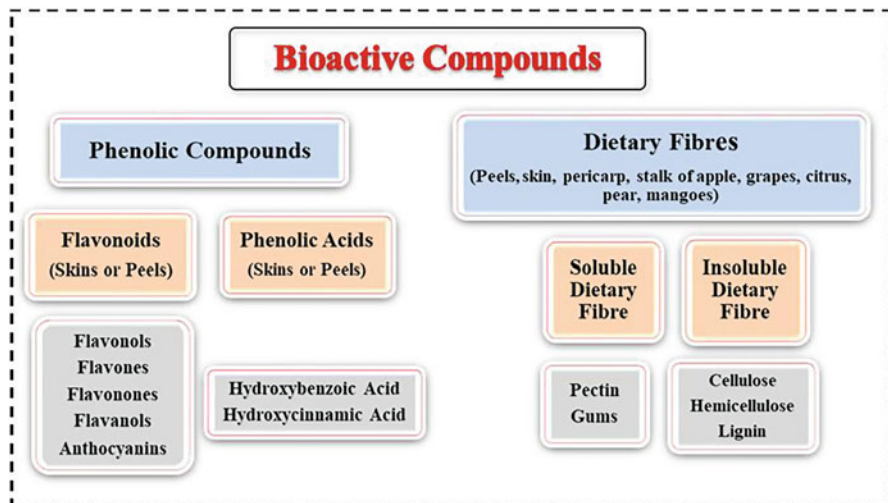 Bioactive Compounds
Phenolic Compounds
Dietary Fibres
(Peels, skin, pericarp, stalk of apple, grapes, citrus,
pear, mangoes)
Flavonoids
(Skins or Peels)
Phenolic Acids
(Skins or Peels)
Soluble
Dietary
Fibre
Insoluble
Dietary
Fibre
Flavonols
Flavones
Flavonones
Flavanols
Anthocyanins
Hydroxybenzoic Acid
Hydroxycinnamic Acid
Pectin
Gums
Cellulose
Hemicellulose
Lignin